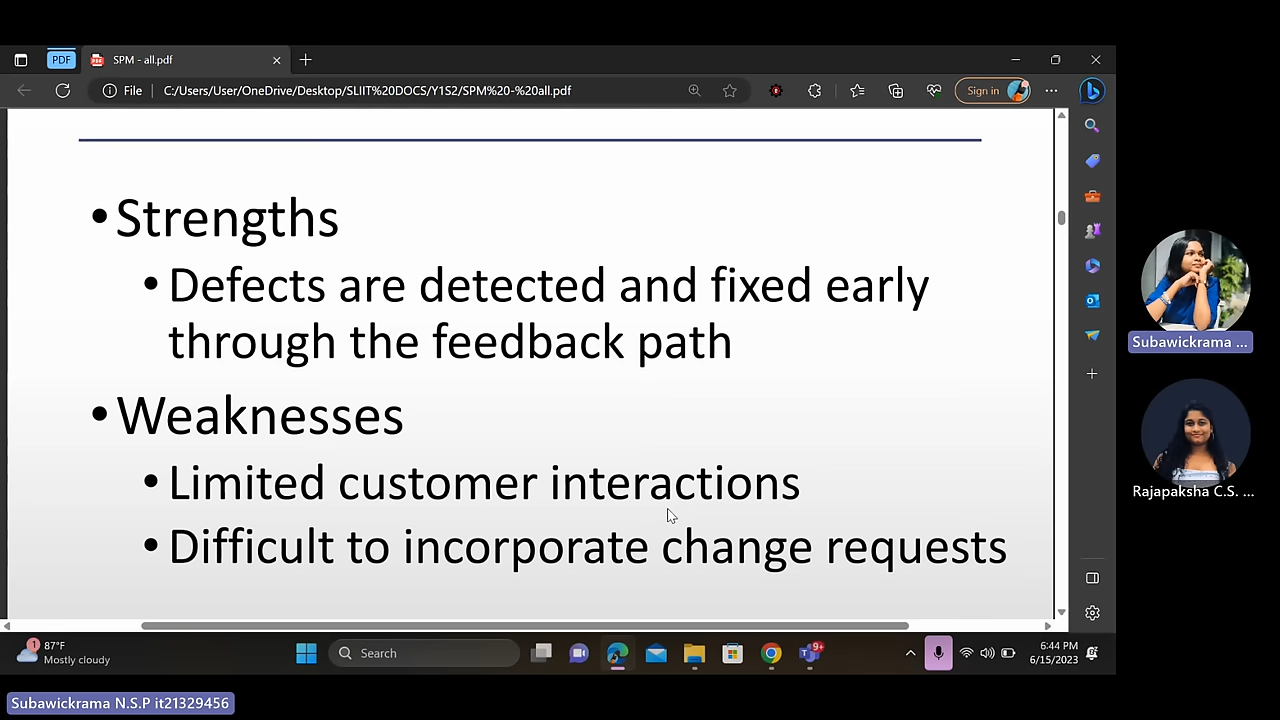 PDF
SPM - all.pdf
File
C:/Users/User/OneDrive/Desktop/SLIIT%20DOCS/Y1S2/SPM%20-%20all.pdf
Sign in
• Strengths
• Defects are detected and fixed early
through the feedback path
• Weaknesses
• Limited customer interactions
• Difficult to incorporate change requests
Subawickrama ...
Rajapaksha C.S. ...
1
87°F
Mostly cloudy
Search
9+
6:44 PM
6/15/2023
Subawickrama N.S.P it21329456